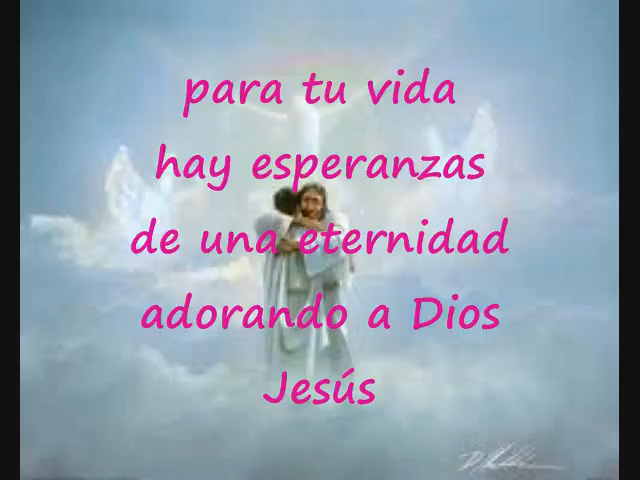 para tu vida
hay esperanzas
de una eternidad
adorando a Dios
Jesús